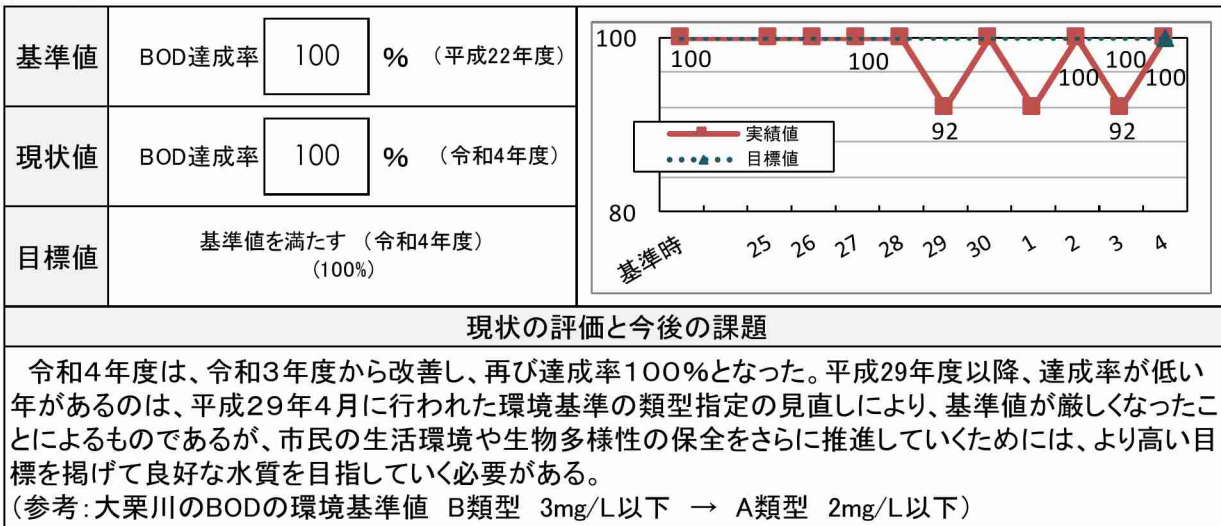 基準値
BOD達成率 100 % （平成22年度）
現状値
BOD達成率 100 % （令和4年度）
目標値
基準値を満たす （令和4年度）
（100%）
100
80
100
100
92
100
100
92
100
実績値
目標値
基準時 25 26 27 28 29 30 1 2 3 4
現状の評価と今後の課題
令和4年度は、令和3年度から改善し、再び達成率100%となった。平成29年度以降、達成率が低い
年があるのは、平成29年4月に行われた環境基準の類型指定の見直しにより、基準値が厳しくなったこ
とによるものであるが、市民の生活環境や生物多様性の保全をさらに推進していくためには、より高い目
標を掲げて良好な水質を目指していく必要がある。
（参考：大栗川のBODの環境基準値 B類型 3mg/L以下 → A類型 2mg/L以下）